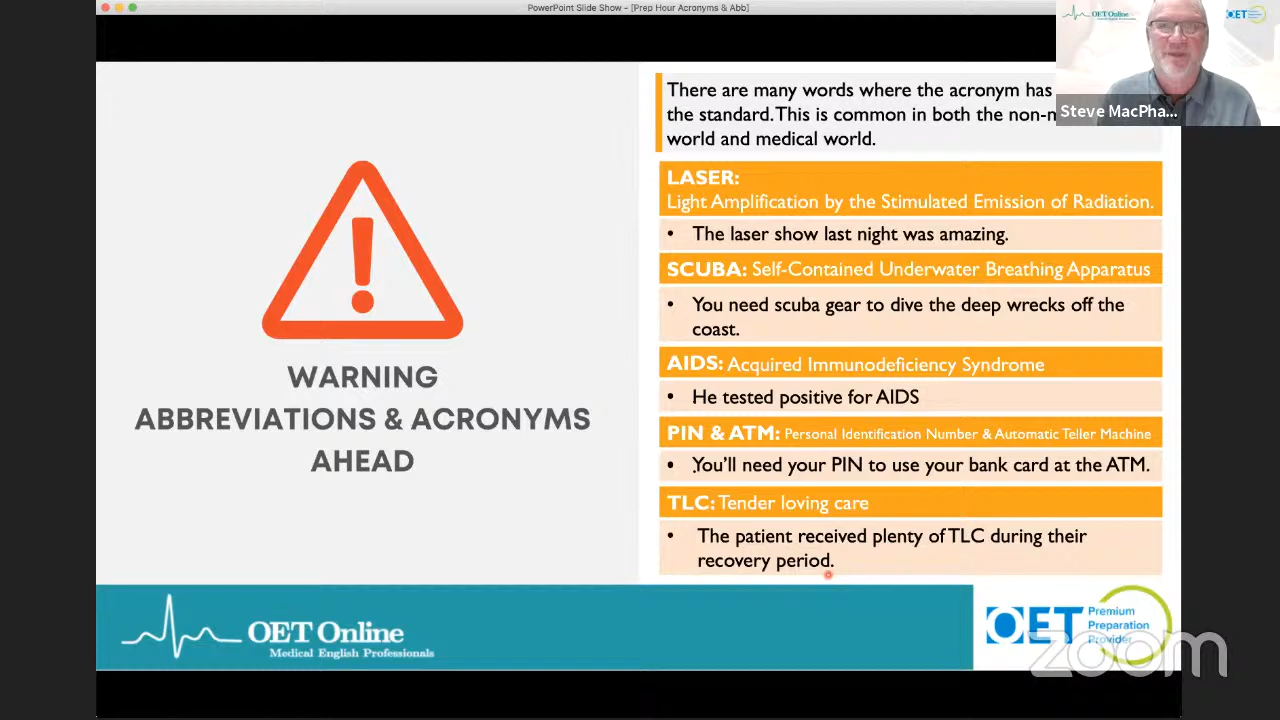 PowerPoint Slide Show - [Prep Hour Acronyms & Abb]
OET Online
OET
Steve MacPha...
There are many words where the acronym has
the standard. This is common in both the non-m
world and medical world.
LASER:
Light Amplification by the Stimulated Emission of Radiation.
• The laser show last night was amazing.
SCUBA: Self-Contained Underwater Breathing Apparatus
• You need scuba gear to dive the deep wrecks off the
coast.
AIDS: Acquired Immunodeficiency Syndrome
• He tested positive for AIDS
PIN & ATM: Personal Identification Number & Automatic Teller Machine
• You'll need your PIN to use your bank card at the ATM.
TLC: Tender loving care
• The patient received plenty of TLC during their
recovery period.
WARNING
ABBREVIATIONS & ACRONYMS
AHEAD
OET Online
Medical English Professionals
OET
Premium
Preparation
Provider
zoom